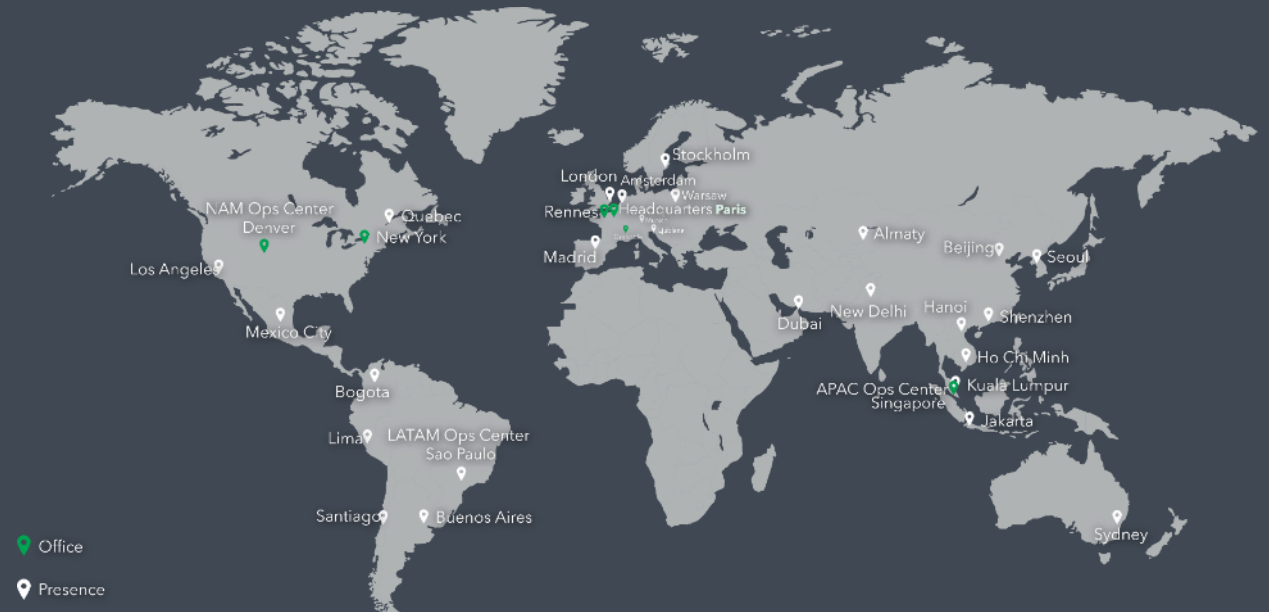 Stockholm
London
Amsterdam
Warsaw
Rennes
Headquarters Paris
Madrid
NAM Ops Center
Denver
Quebec
New York
Los Angeles
Mexico City
Almaty
Beijing
Seoul
Dubai
New Delhi
Hanoi
Shenzhen
Ho Chi Minh
APAC Ops Center
Singapore
Kuala Lumpur
Jakarta
Bogota
Lima
LATAM Ops Center
Sao Paulo
Santiago
Buenos Aires
Sydney
Office
Presence